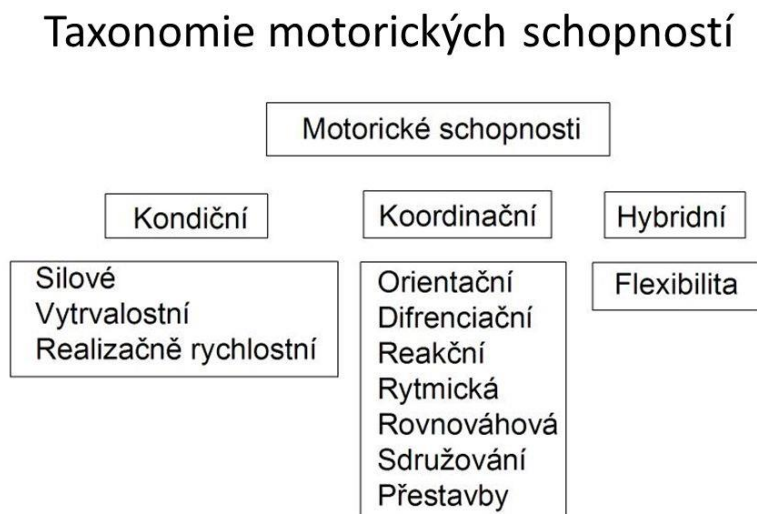 Taxonomie motorických schopností
Motorické schopnosti
Kondiční
Silové
Vytrvalostní
Realizačně rychlostní
Koordinační
Orientační
Difrenciační
Reakční
Rytmická
Rovnováhová
Sdružování
Přestavby
Hybridní
Flexibilita